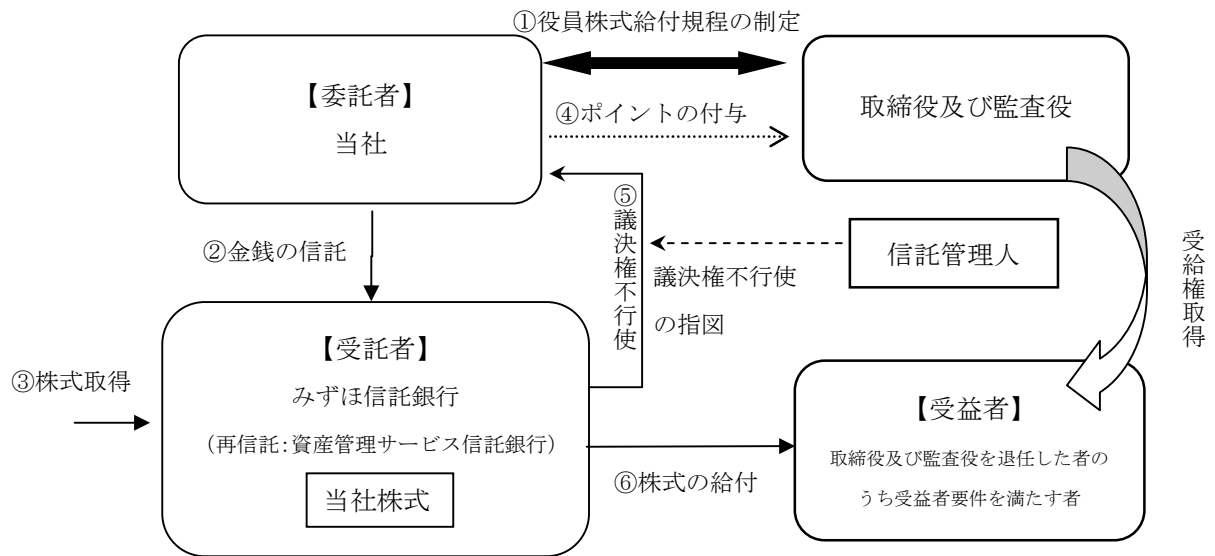 ①役員株式給付規程の制定
【委託者】
当社
④ポイントの付与
取締役及び監査役
②金銭の信託
⑤議決権不行使
議決権不行使
の指図
信託管理人
受給権取得
③株式取得
【受託者】
みずほ信託銀行
（再信託：資産管理サービス信託銀行）
当社株式
⑥株式の給付
【受益者】
取締役及び監査役を退任した者の
うち受益者要件を満たす者